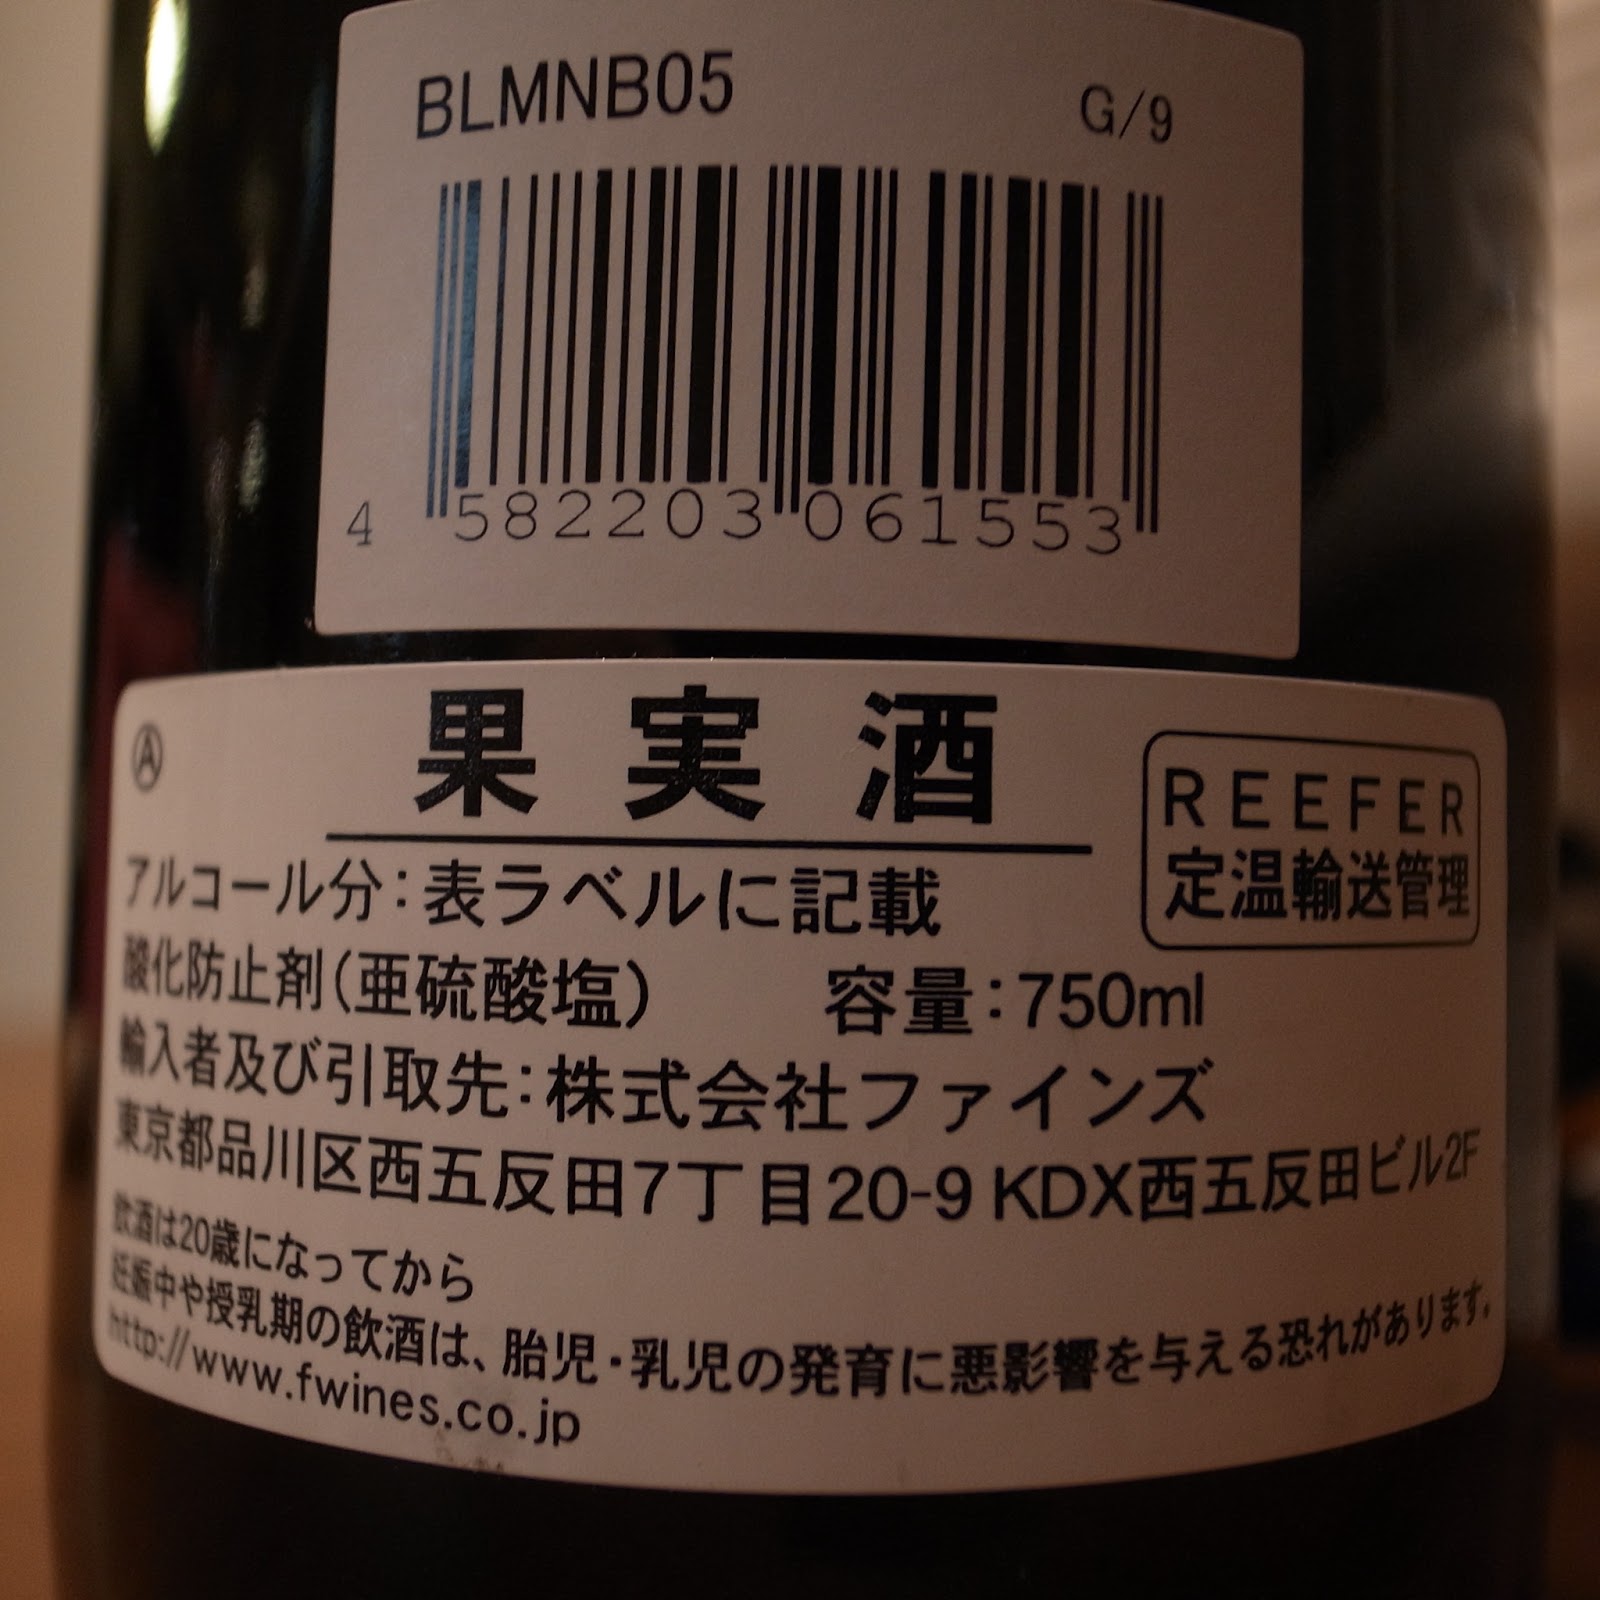 BLMNB05 G/9
4 582203 061553
Ⓐ 果実酒
REEFER
定温輸送管理
アルコール分：表ラベルに記載
酸化防止剤（亜硫酸塩） 容量：750ml
輸入者及び引取先：株式会社ファインズ
東京都品川区西五反田7丁目20-9 KDX西五反田ビル2F
飲酒は20歳になってから
妊娠中や授乳期の飲酒は、胎児・乳児の発育に悪影響を与える恐れがあります。
http://www.fwines.co.jp